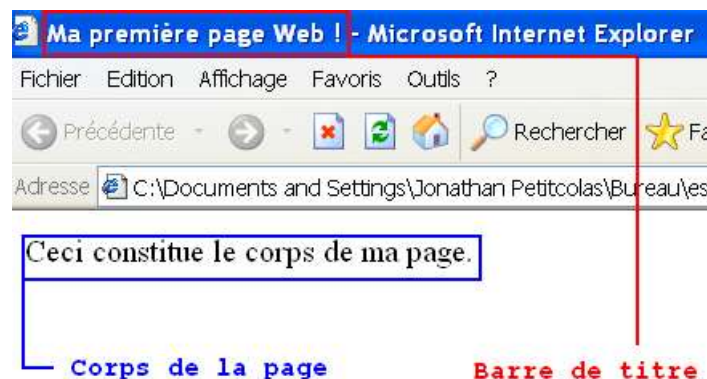 Ma première page Web ! - Microsoft Internet Explorer
Fichier Edition Affichage Favoris Outils ?
Précédente Rechercher Fa
Adresse C:\Documents and Settings\Jonathan Petitcolas\Bureau\es
Ceci constitue le corps de ma page.
Corps de la page Barre de titre